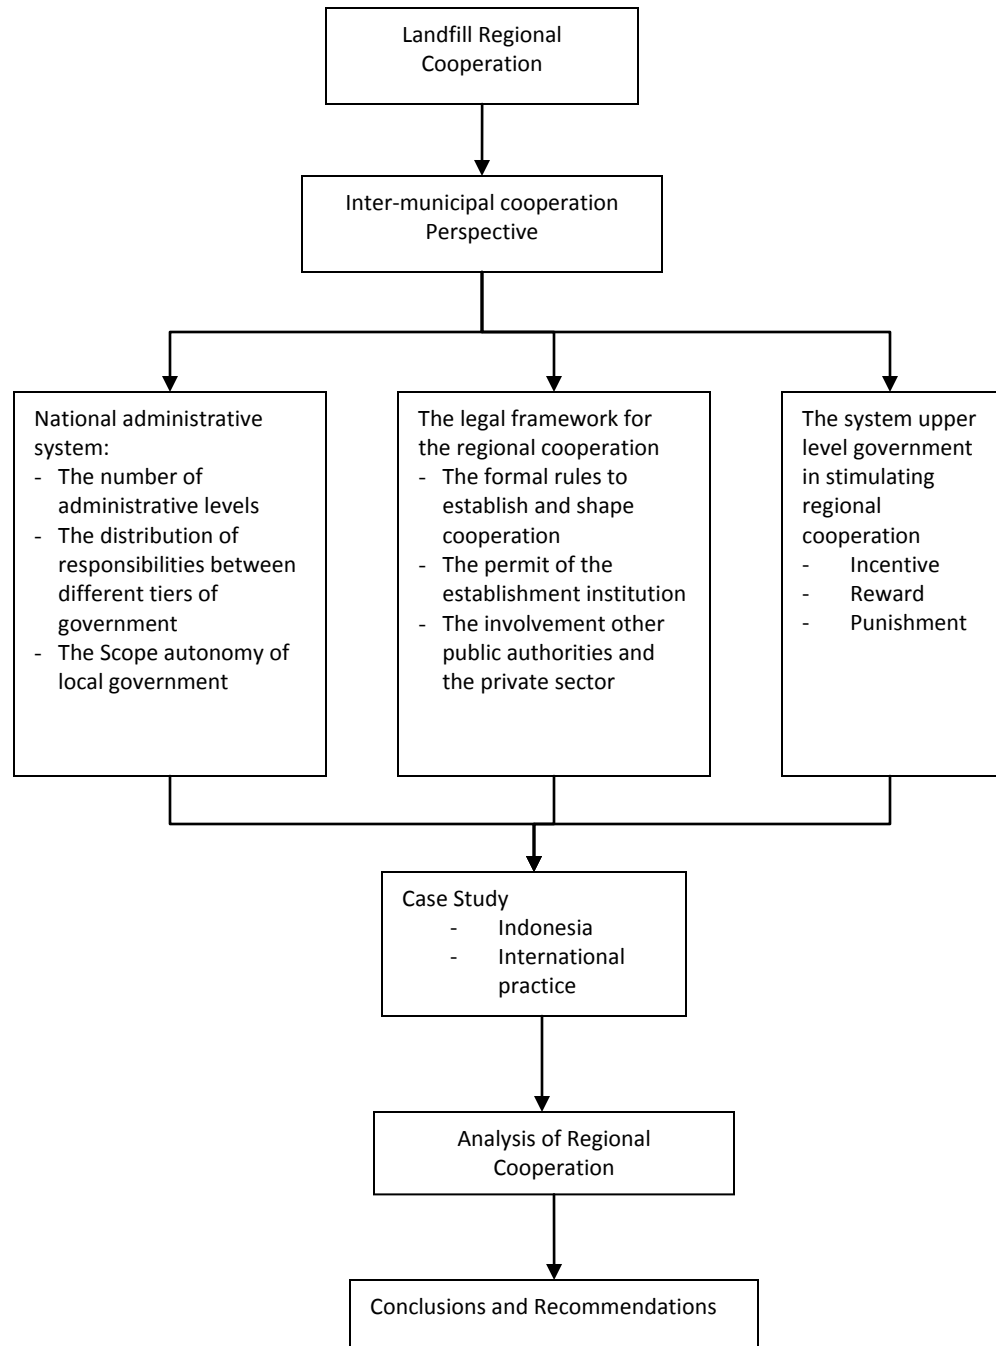 Landfill Regional
Cooperation
Inter-municipal cooperation
Perspective
National administrative
system:
- The number of
administrative levels
- The distribution of
responsibilities between
different tiers of
government
- The Scope autonomy of
local government
The legal framework for
the regional cooperation
- The formal rules to
establish and shape
cooperation
- The permit of the
establishment institution
- The involvement other
public authorities and
the private sector
The system upper
level government
in stimulating
regional
cooperation
- Incentive
- Reward
- Punishment
Case Study
- Indonesia
- International
practice
Analysis of Regional
Cooperation
Conclusions and Recommendations